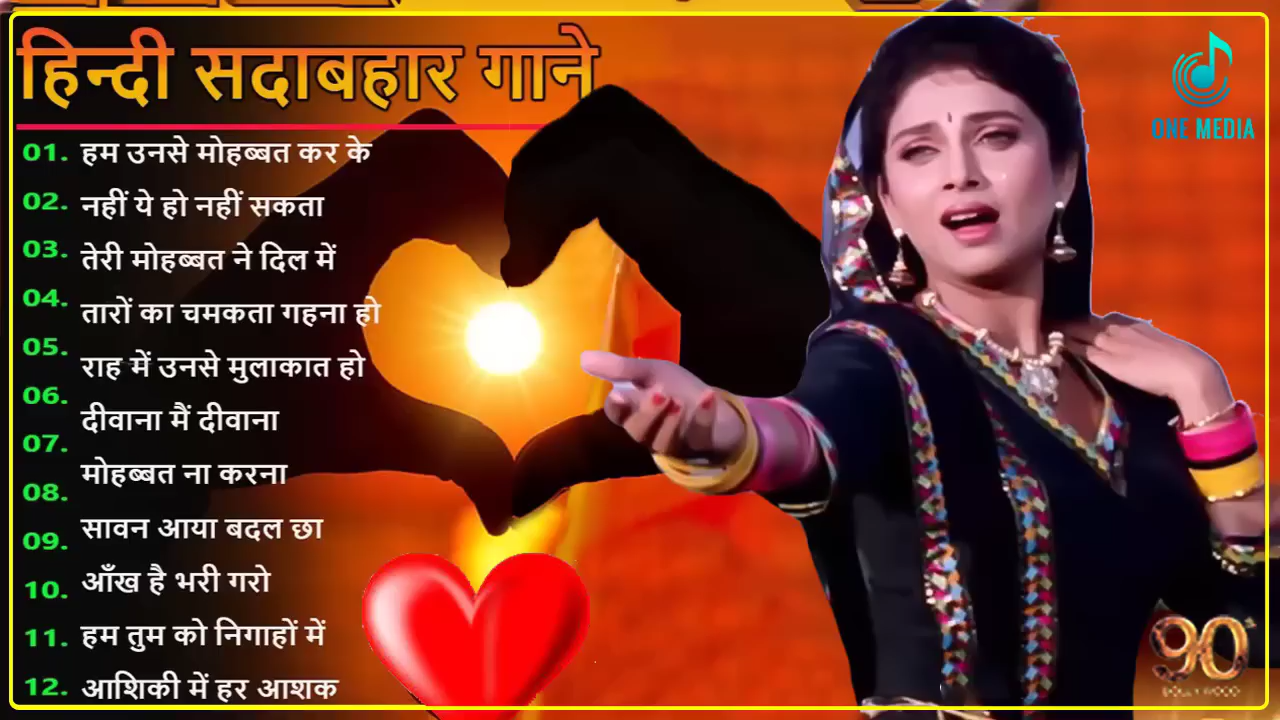 हिन्दी सदाबहार गाने
ONE MEDIA
01. हम उनसे मोहब्बत कर के
02. नहीं ये हो नहीं सकता
03. तेरी मोहब्बत ने दिल में
04. तारों का चमकता गहना हो
05. राह में उनसे मुलाकात हो
06. दीवाना मैं दीवाना
07. मोहब्बत ना करना
08. सावन आया बदल छा
09. आँख है भरी गरो
10. हम तुम को निगाहों में
11. आशिकी में हर आशक
12.
90s
BOLLYWOOD